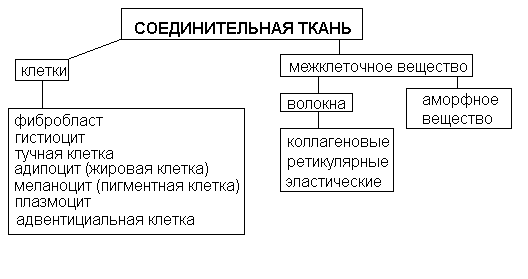 СОЕДИНИТЕЛЬНАЯ ТКАНЬ
клетки
фибробласт
гистиоцит
тучная клетка
адипоцит (жировая клетка)
меланоцит (пигментная клетка)
плазмоцит
адвентициальная клетка
межклеточное вещество
волокна
коллагеновые
ретикулярные
эластические
аморфное
вещество